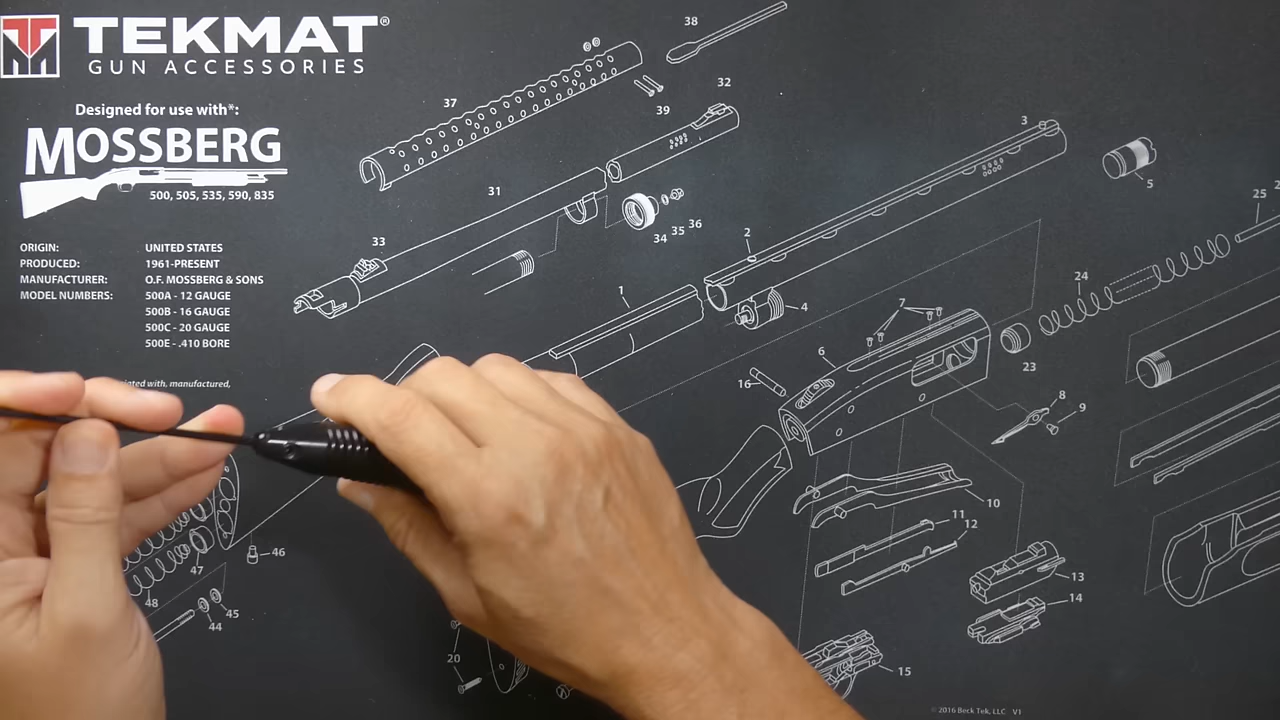 TEKMAT®
GUN ACCESSORIES
Designed for use with*:
MOSSBERG
500, 505, 535, 590, 835
ORIGIN: UNITED STATES
PRODUCED: 1961-PRESENT
MANUFACTURER: O.F. MOSSBERG & SONS
MODEL NUMBERS: 500A - 12 GAUGE
500B - 16 GAUGE
500C - 20 GAUGE
500E - .410 BORE
with, manufactured,
38
37
32
39
3
31
5
25
36
35
34
2
33
24
1
4
7
6
23
16
8
9
10
11
12
46
47
13
48
14
45
44
20
15
© 2016 Beck Tek, LLC V1